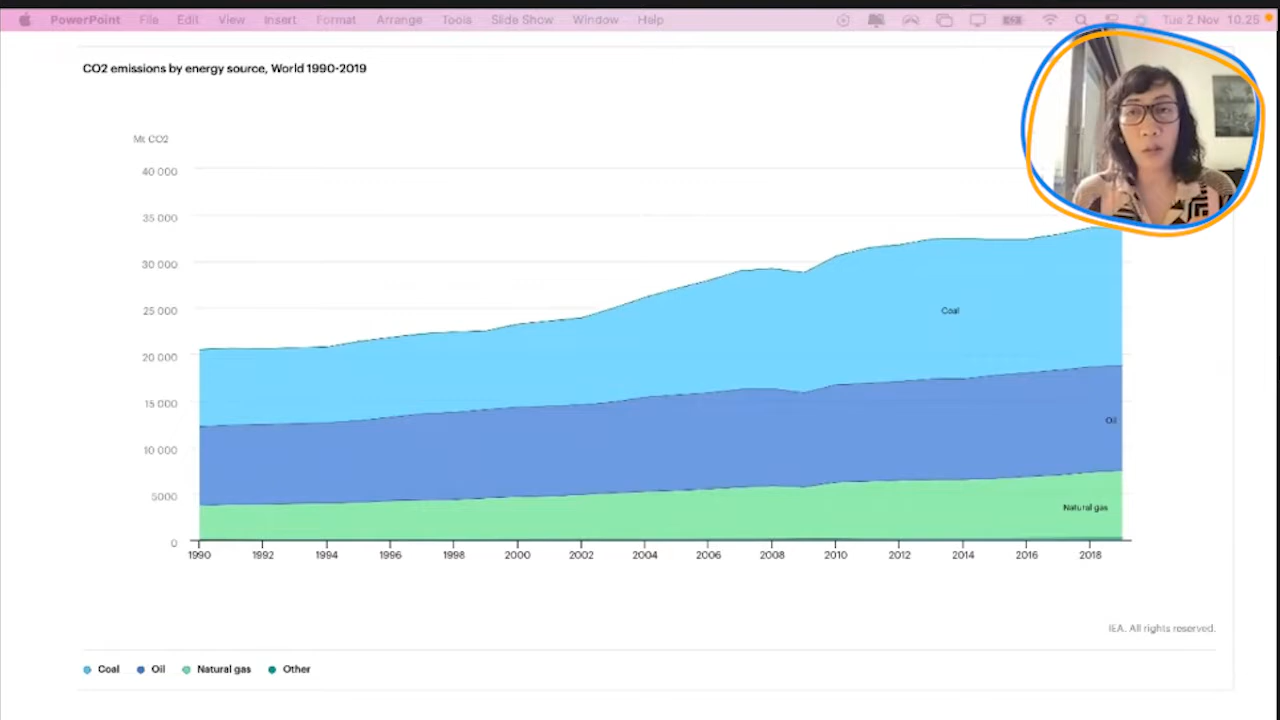 PowerPoint File Edit View Insert Format Arrange Tools Slide Show Window Help Tue 2 Nov 10.25
CO2 emissions by energy source, World 1990-2019
Mt CO2
40 000
35 000
30 000
25 000
20 000
15 000
10 000
5000
0
Coal
Oil
Natural gas
1990 1992 1994 1996 1998 2000 2002 2004 2006 2008 2010 2012 2014 2016 2018
IEA. All rights reserved.
Coal Oil Natural gas Other